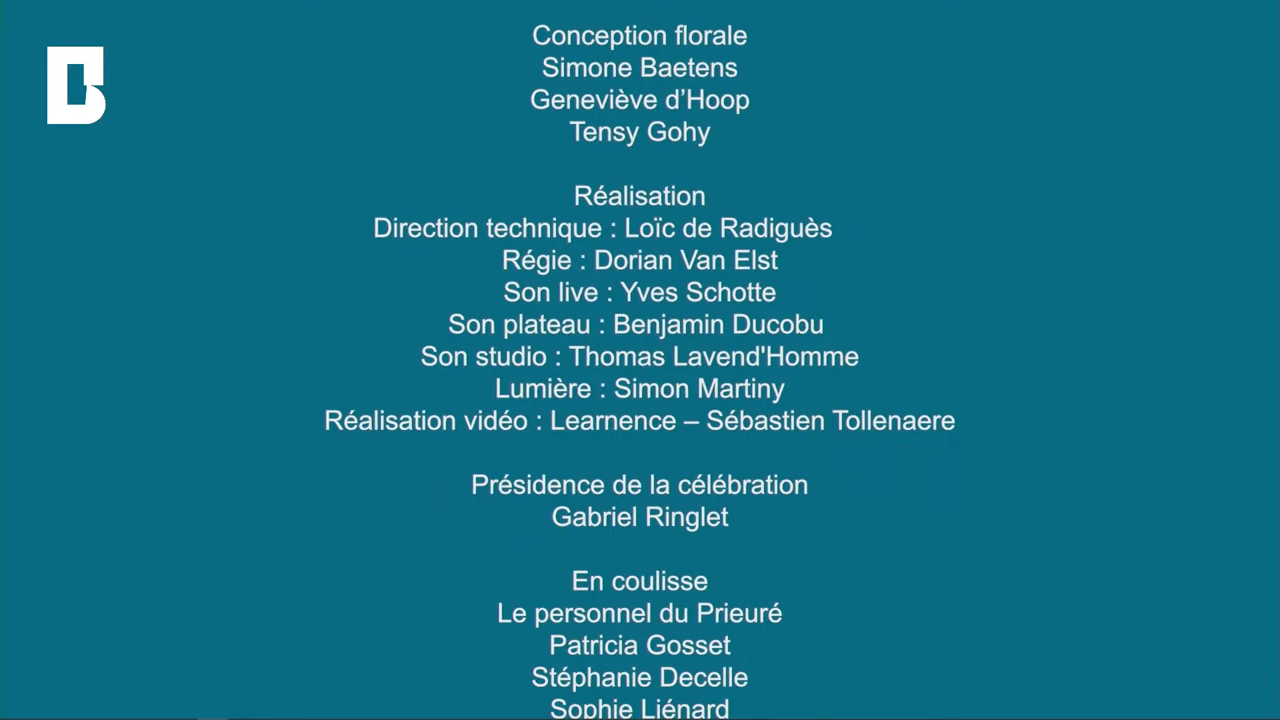 Conception florale
Simone Baetens
Geneviève d’Hoop
Tensy Gohy
Réalisation
Direction technique : Loïc de Radiguès
Régie : Dorian Van Elst
Son live : Yves Schotte
Son plateau : Benjamin Ducobu
Son studio : Thomas Lavend'Homme
Lumière : Simon Martiny
Réalisation vidéo : Learnence – Sébastien Tollenaere
Présidence de la célébration
Gabriel Ringlet
En coulisse
Le personnel du Prieuré
Patricia Gosset
Stéphanie Decelle
Sophie Liénard